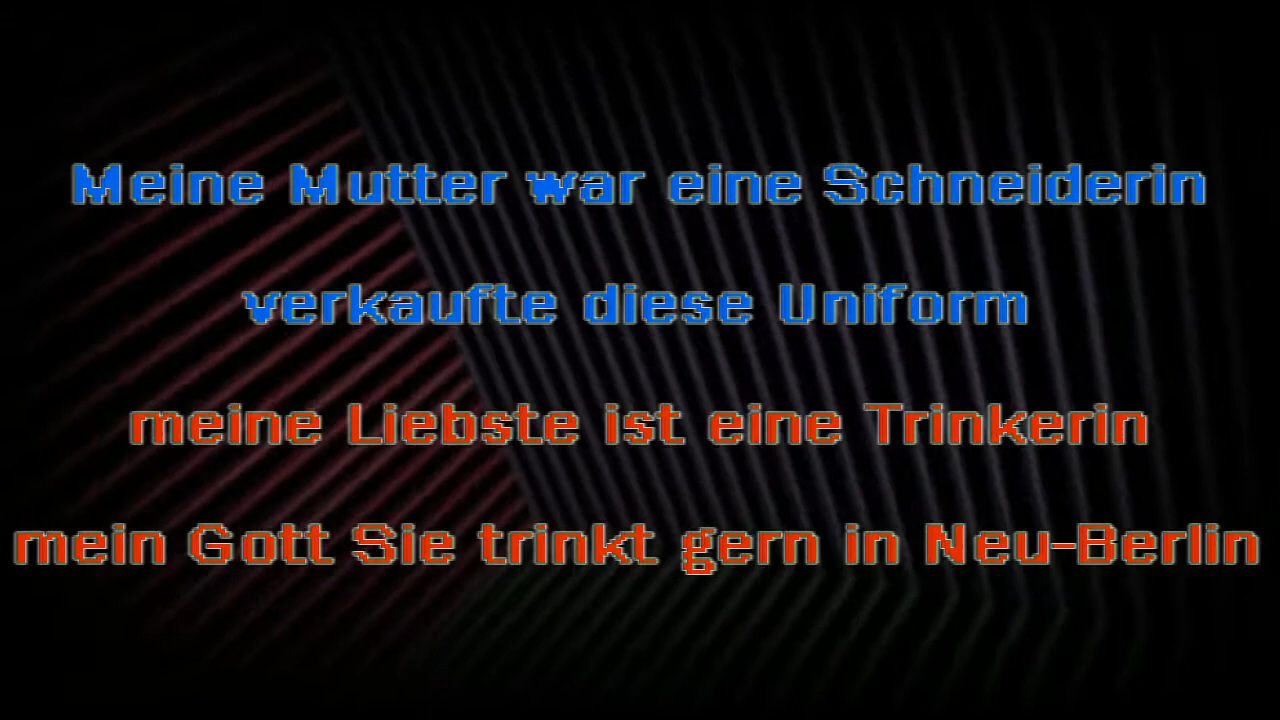 Meine Mutter war eine Schneiderin
verkaufte diese Uniform
meine Liebste ist eine Trinkerin
mein Gott Sie trinkt gern in Neu-Berlin